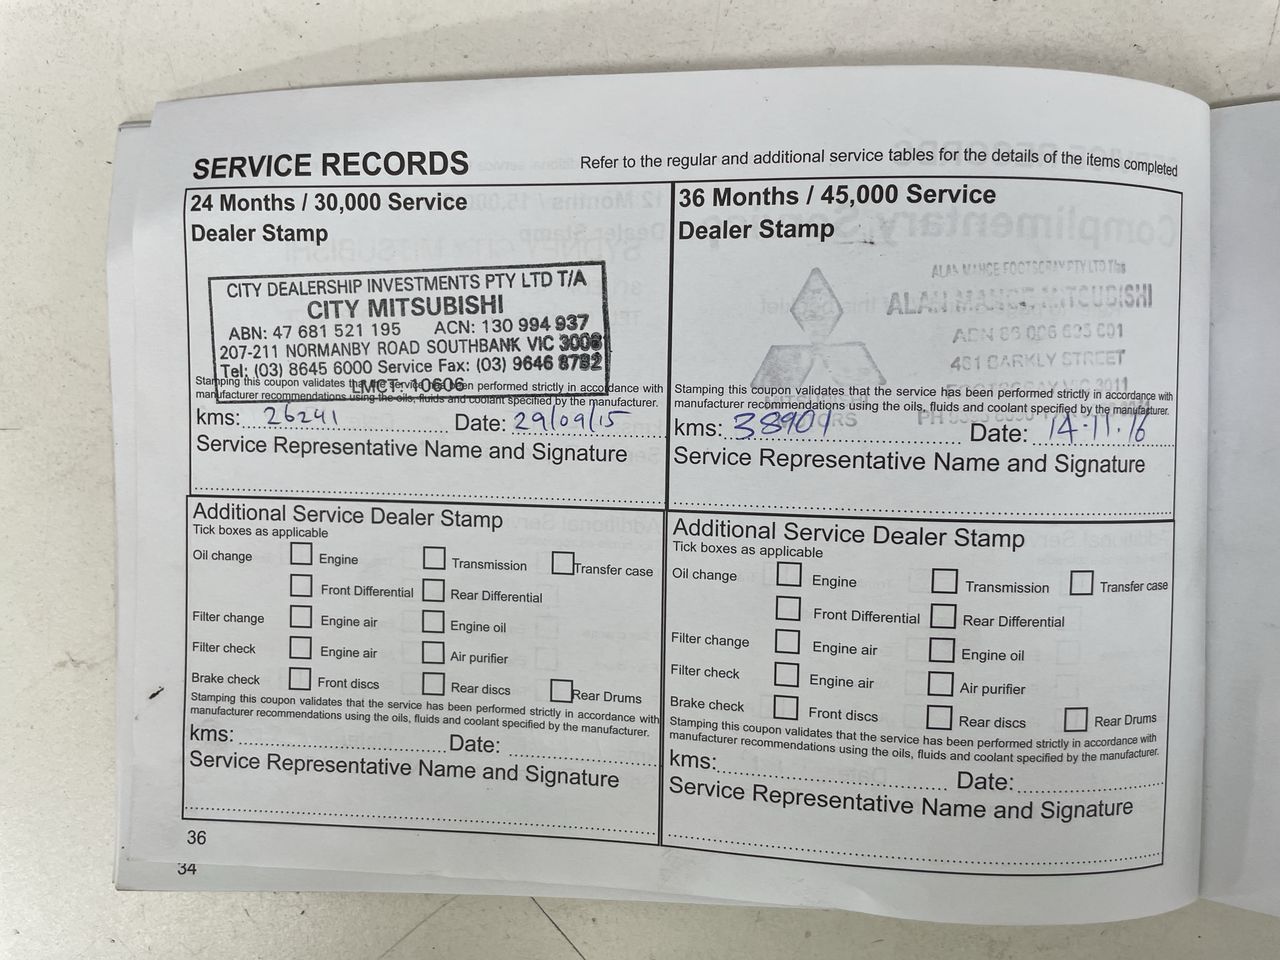 SERVICE RECORDS
Refer to the regular and additional service tables for the details of the items completed
24 Months / 30,000 Service
Dealer Stamp
CITY DEALERSHIP INVESTMENTS PTY LTD T/A
CITY MITSUBISHI
ABN: 47 681 521 195 ACN: 130 994 937
207-211 NORMANBY ROAD SOUTHBANK VIC 3006
Tel: (03) 8645 6000 Service Fax: (03) 9646 8782
LMCT: 10606
Stamping this coupon validates that the service has been performed strictly in accordance with
manufacturer recommendations using the oils, fluids and coolant specified by the manufacturer.
kms: 26241 Date: 29/09/15
Service Representative Name and Signature
Additional Service Dealer Stamp
Tick boxes as applicable
Oil change Engine Transmission Transfer case
Front Differential Rear Differential
Filter change Engine air Engine oil
Filter check Engine air Air purifier
Brake check Front discs Rear discs Rear Drums
Stamping this coupon validates that the service has been performed strictly in accordance with
manufacturer recommendations using the oils, fluids and coolant specified by the manufacturer.
kms: Date:
Service Representative Name and Signature
36 Months / 45,000 Service
Dealer Stamp
ALAN MANCE FOOTSCRAY PTY LTD T/as
ALAN MANCE MITSUBISHI
461 BARKLY STREET
FOOTSCRAY VIC 3011
Stamping this coupon validates that the service has been performed strictly in accordance with
manufacturer recommendations using the oils, fluids and coolant specified by the manufacturer.
kms: 38901 Date: 14-11-16
Service Representative Name and Signature
Additional Service Dealer Stamp
Tick boxes as applicable
Oil change Engine Transmission Transfer case
Front Differential Rear Differential
Filter change Engine air Engine oil
Filter check Engine air Air purifier
Brake check Front discs Rear discs Rear Drums
Stamping this coupon validates that the service has been performed strictly in accordance with
manufacturer recommendations using the oils, fluids and coolant specified by the manufacturer.
kms: Date:
Service Representative Name and Signature
36
34